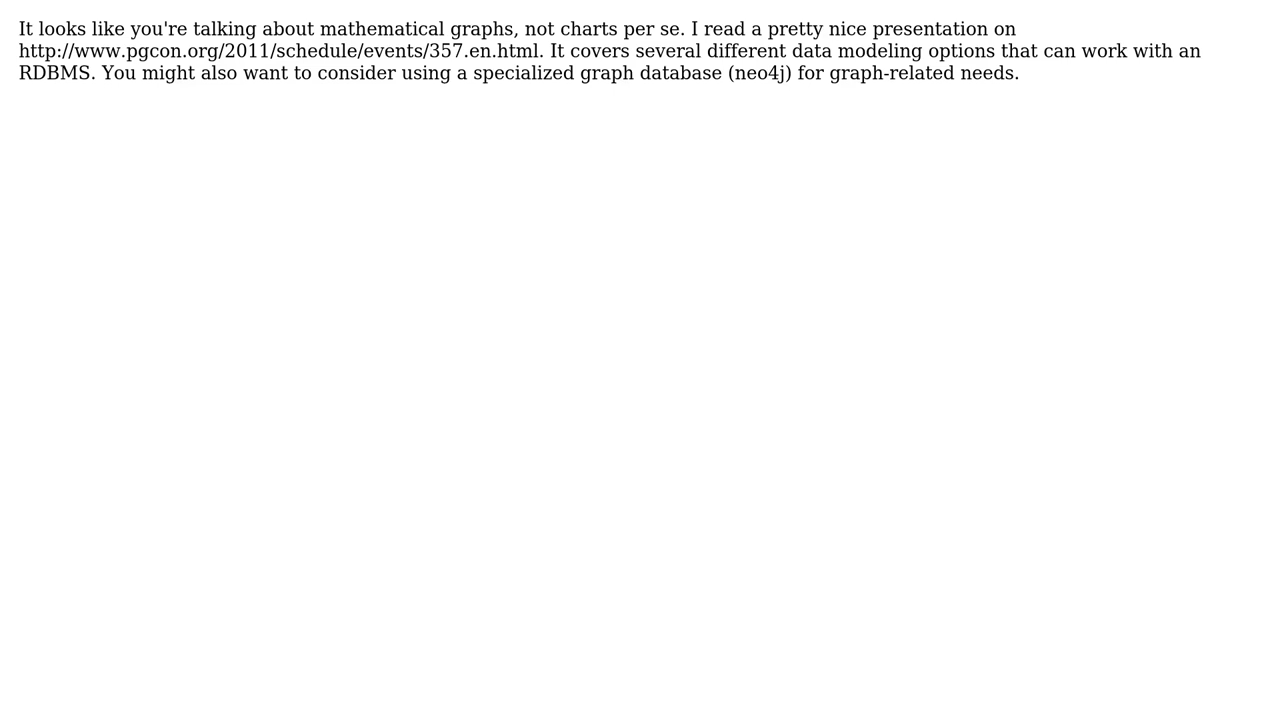 It looks like you're talking about mathematical graphs, not charts per se. I read a pretty nice presentation on
http://www.pgcon.org/2011/schedule/events/357.en.html. It covers several different data modeling options that can work with an
RDBMS. You might also want to consider using a specialized graph database (neo4j) for graph-related needs.